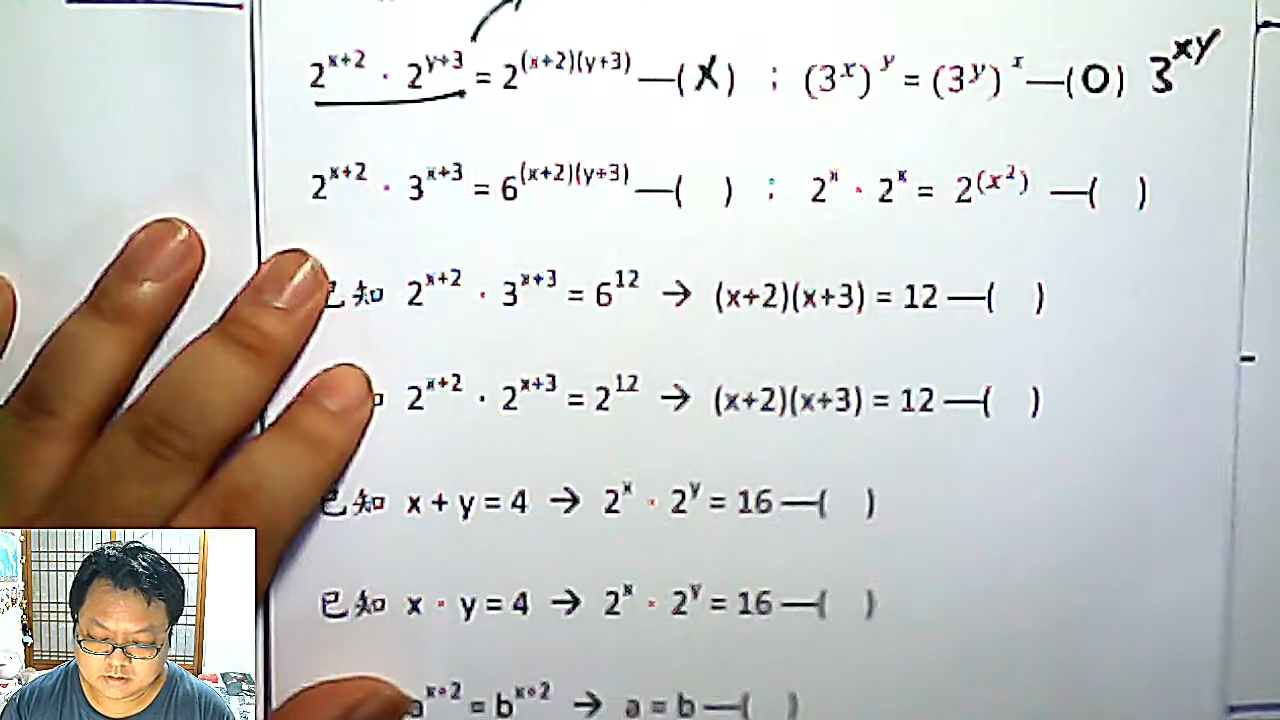 2^{x+2} · 2^{y+3} = 2^{(x+2)(y+3)} —(X) ; (3^x)^y = (3^y)^x —(O) 3^{xy}
2^{x+2} · 3^{x+3} = 6^{(x+2)(y+3)} —( ) ; 2^x · 2^x = 2^{(x^2)} —( )
已知 2^{x+2} · 3^{x+3} = 6^{12} → (x+2)(x+3) = 12 —( )
2^{x+2} · 2^{x+3} = 2^{12} → (x+2)(x+3) = 12 —( )
已知 x + y = 4 → 2^x · 2^y = 16 —( )
已知 x · y = 4 → 2^x · 2^y = 16 —( )
a^{x+2} = b^{x+2} → a = b —( )